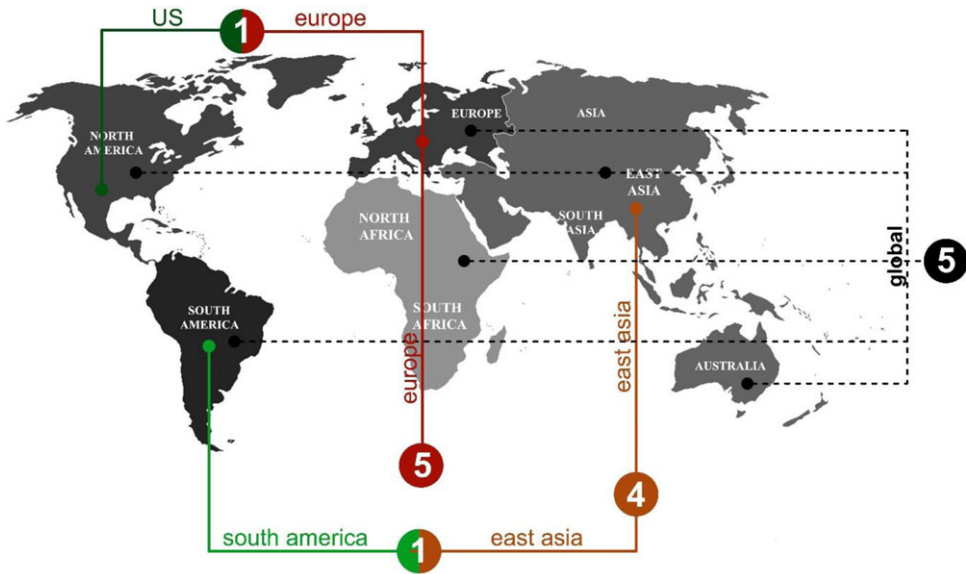 US
1
europe
EUROPE
ASIA
NORTH
AMERICA
EAST
ASIA
SOUTH
ASIA
NORTH
AFRICA
global
5
SOUTH
AMERICA
SOUTH
AFRICA
europe
east asia
AUSTRALIA
5
4
south america
1
east asia